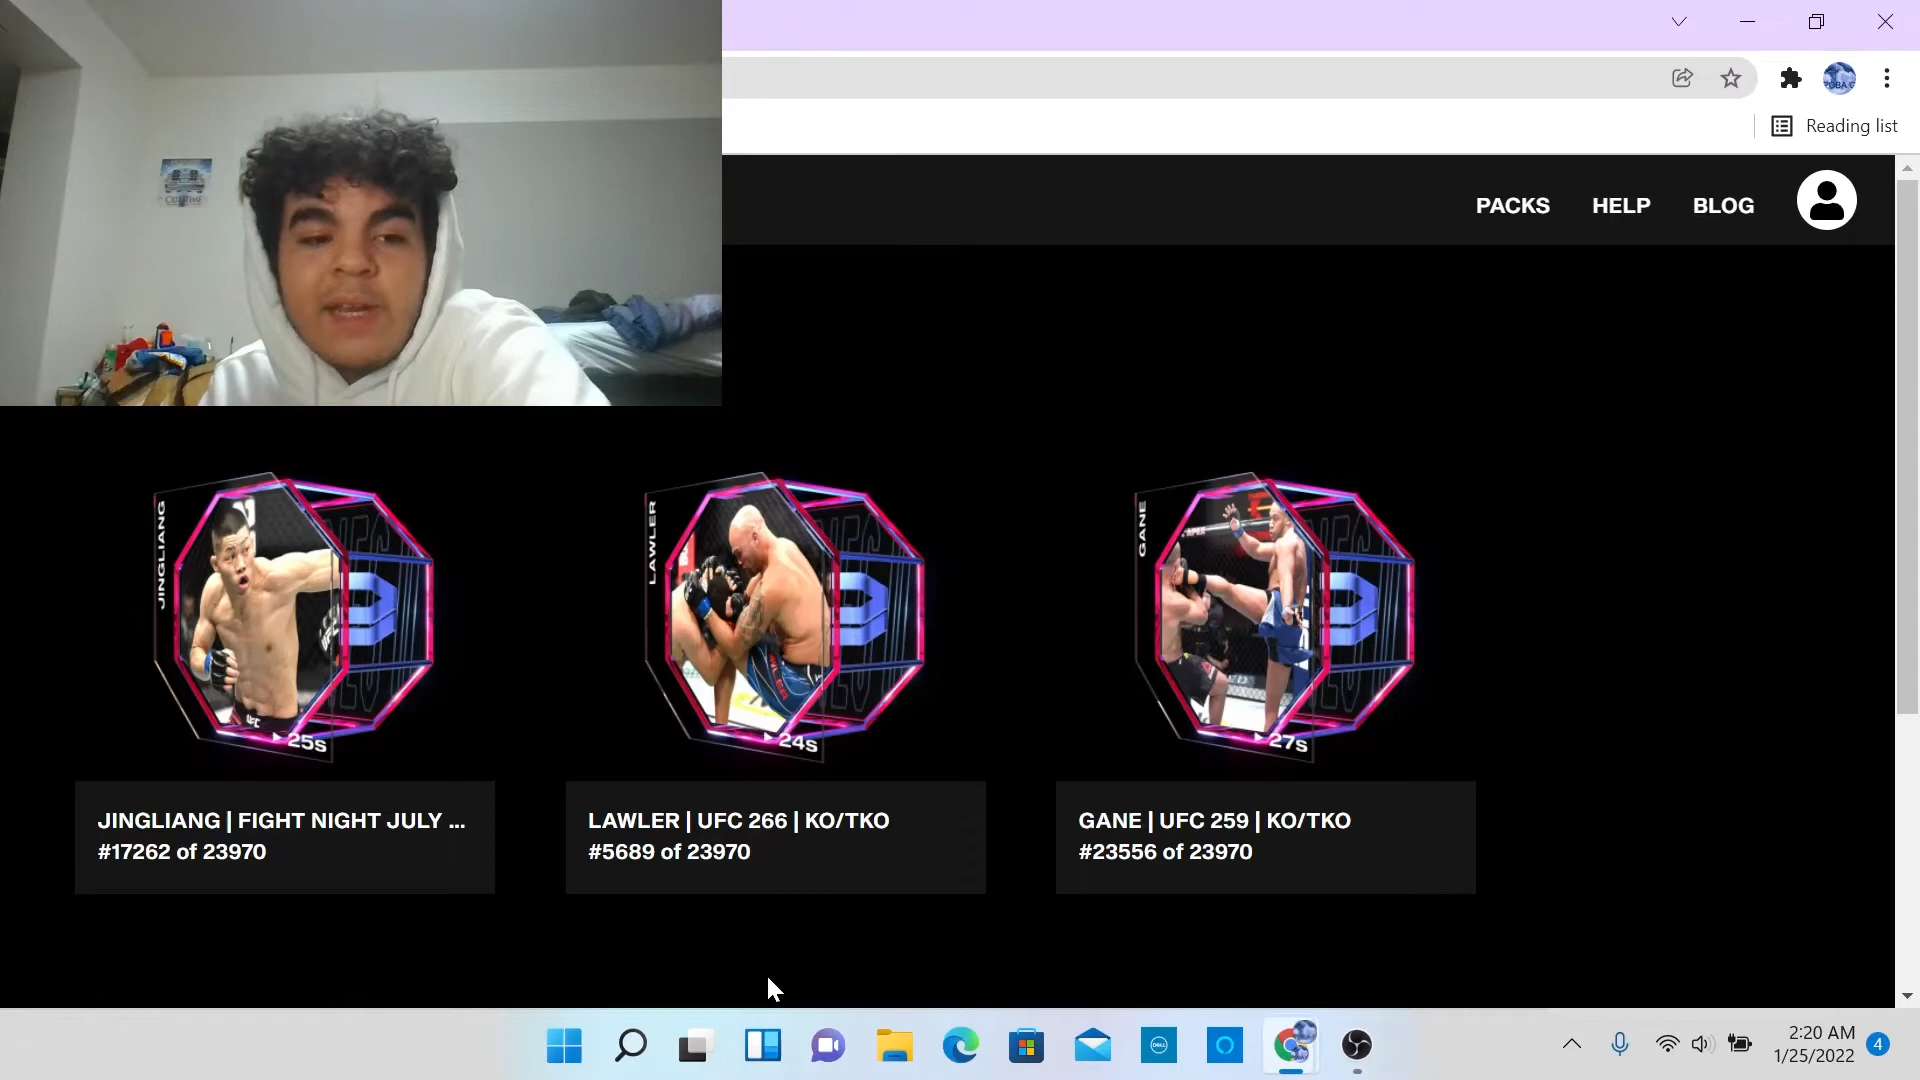 Reading list
PACKS HELP BLOG
JINGLIANG
LAWLER
GANE
25s
24s
27s
JINGLIANG | FIGHT NIGHT JULY ...
#17262 of 23970
LAWLER | UFC 266 | KO/TKO
#5689 of 23970
GANE | UFC 259 | KO/TKO
#23556 of 23970
DELL
2:20 AM
1/25/2022
4